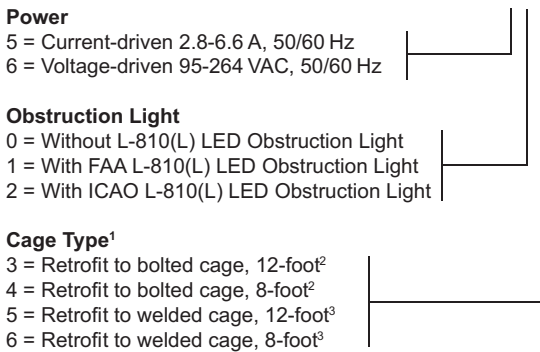 Power
5 = Current-driven 2.8-6.6 A, 50/60 Hz
6 = Voltage-driven 95-264 VAC, 50/60 Hz
Obstruction Light
0 = Without L-810(L) LED Obstruction Light
1 = With FAA L-810(L) LED Obstruction Light
2 = With ICAO L-810(L) LED Obstruction Light
Cage Type¹
3 = Retrofit to bolted cage, 12-foot²
4 = Retrofit to bolted cage, 8-foot²
5 = Retrofit to welded cage, 12-foot³
6 = Retrofit to welded cage, 8-foot³